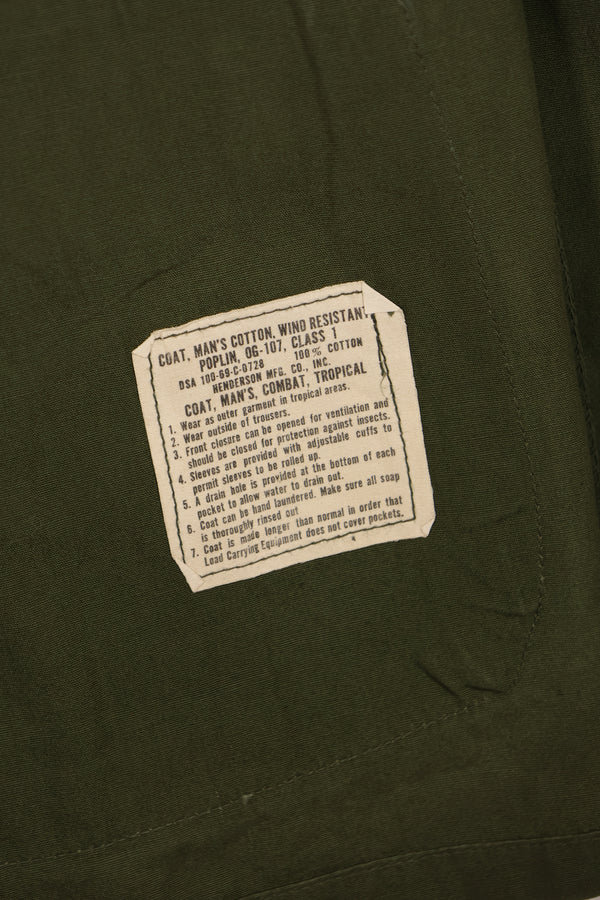 COAT, MAN'S COTTON, WIND RESISTANT
POPLIN, OG-107, CLASS 1
DSA 100-69-C-0728 100% COTTON
HENDERSON MFG. CO., INC.
COAT, MAN'S, COMBAT, TROPICAL
1. Wear as outer garment in tropical areas.
2. Wear outside of trousers.
3. Front closure can be opened for ventilation and
should be closed for protection against insects.
4. Sleeves are provided with adjustable cuffs to
permit sleeves to be rolled up.
5. A drain hole is provided at the bottom of each
pocket to allow water to drain out.
6. Coat can be hand laundered. Make sure all soap
is thoroughly rinsed out
7. Coat is made longer than normal in order that
Load Carrying Equipment does not cover pockets.